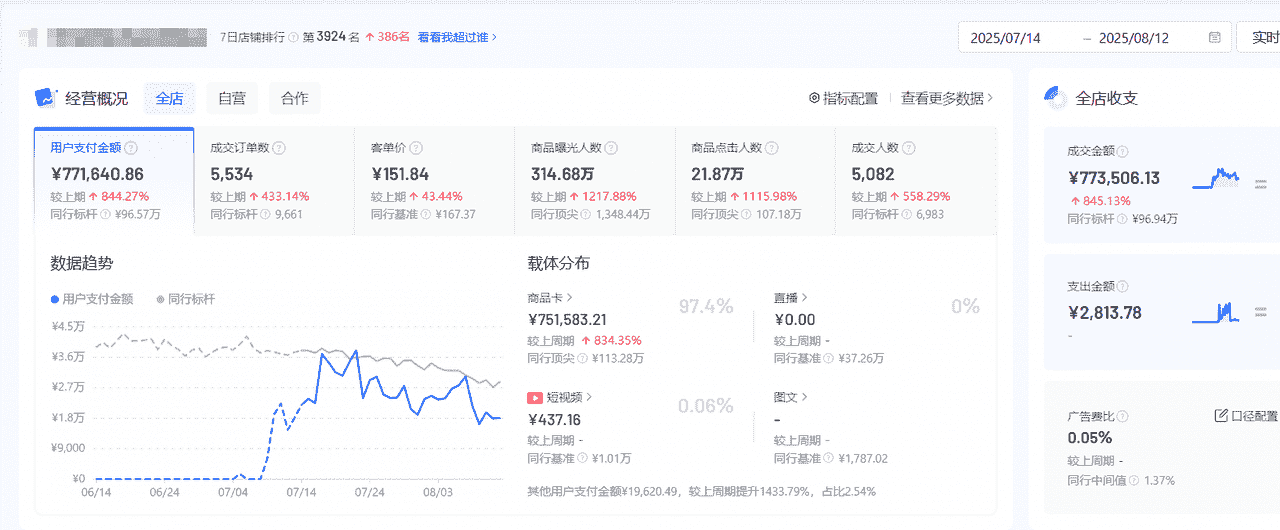 7日店铺排行 第 3924 名 386名 看看我超过谁
2025/07/14 – 2025/08/12 实时
经营概况 全店 自营 合作 指标配置 查看更多数据
用户支付金额
¥771,640.86
较上期 844.27%
同行标杆 ¥96.57万
成交订单数
5,534
较上期 433.14%
同行标杆 9,661
客单价
¥151.84
较上期 43.44%
同行基准 ¥167.37
商品曝光人数
314.68万
较上期 1217.88%
同行顶尖 1,348.44万
商品点击人数
21.87万
较上期 1115.98%
同行顶尖 107.18万
成交人数
5,082
较上期 558.29%
同行标杆 6,983
数据趋势
用户支付金额 同行标杆
¥4.5万
¥3.6万
¥2.7万
¥1.8万
¥9,000
¥0
06/14 06/24 07/04 07/14 07/24 08/03
载体分布
商品卡
97.4%
¥751,583.21
较上周期 834.35%
同行顶尖 ¥113.28万
直播
0%
¥0.00
较上周期 -
同行基准 ¥37.26万
短视频
0.06%
¥437.16
较上周期 -
同行基准 ¥1.01万
图文
-
较上周期 -
同行基准 ¥1,787.02
其他用户支付金额¥19,620.49，较上周期提升1433.79%，占比2.54%
全店收支
成交金额
¥773,506.13
845.13%
同行标杆 ¥96.94万
支出金额
¥2,813.78
-
广告费比 口径配置
0.05%
较上周期 -
同行中间值 1.37%